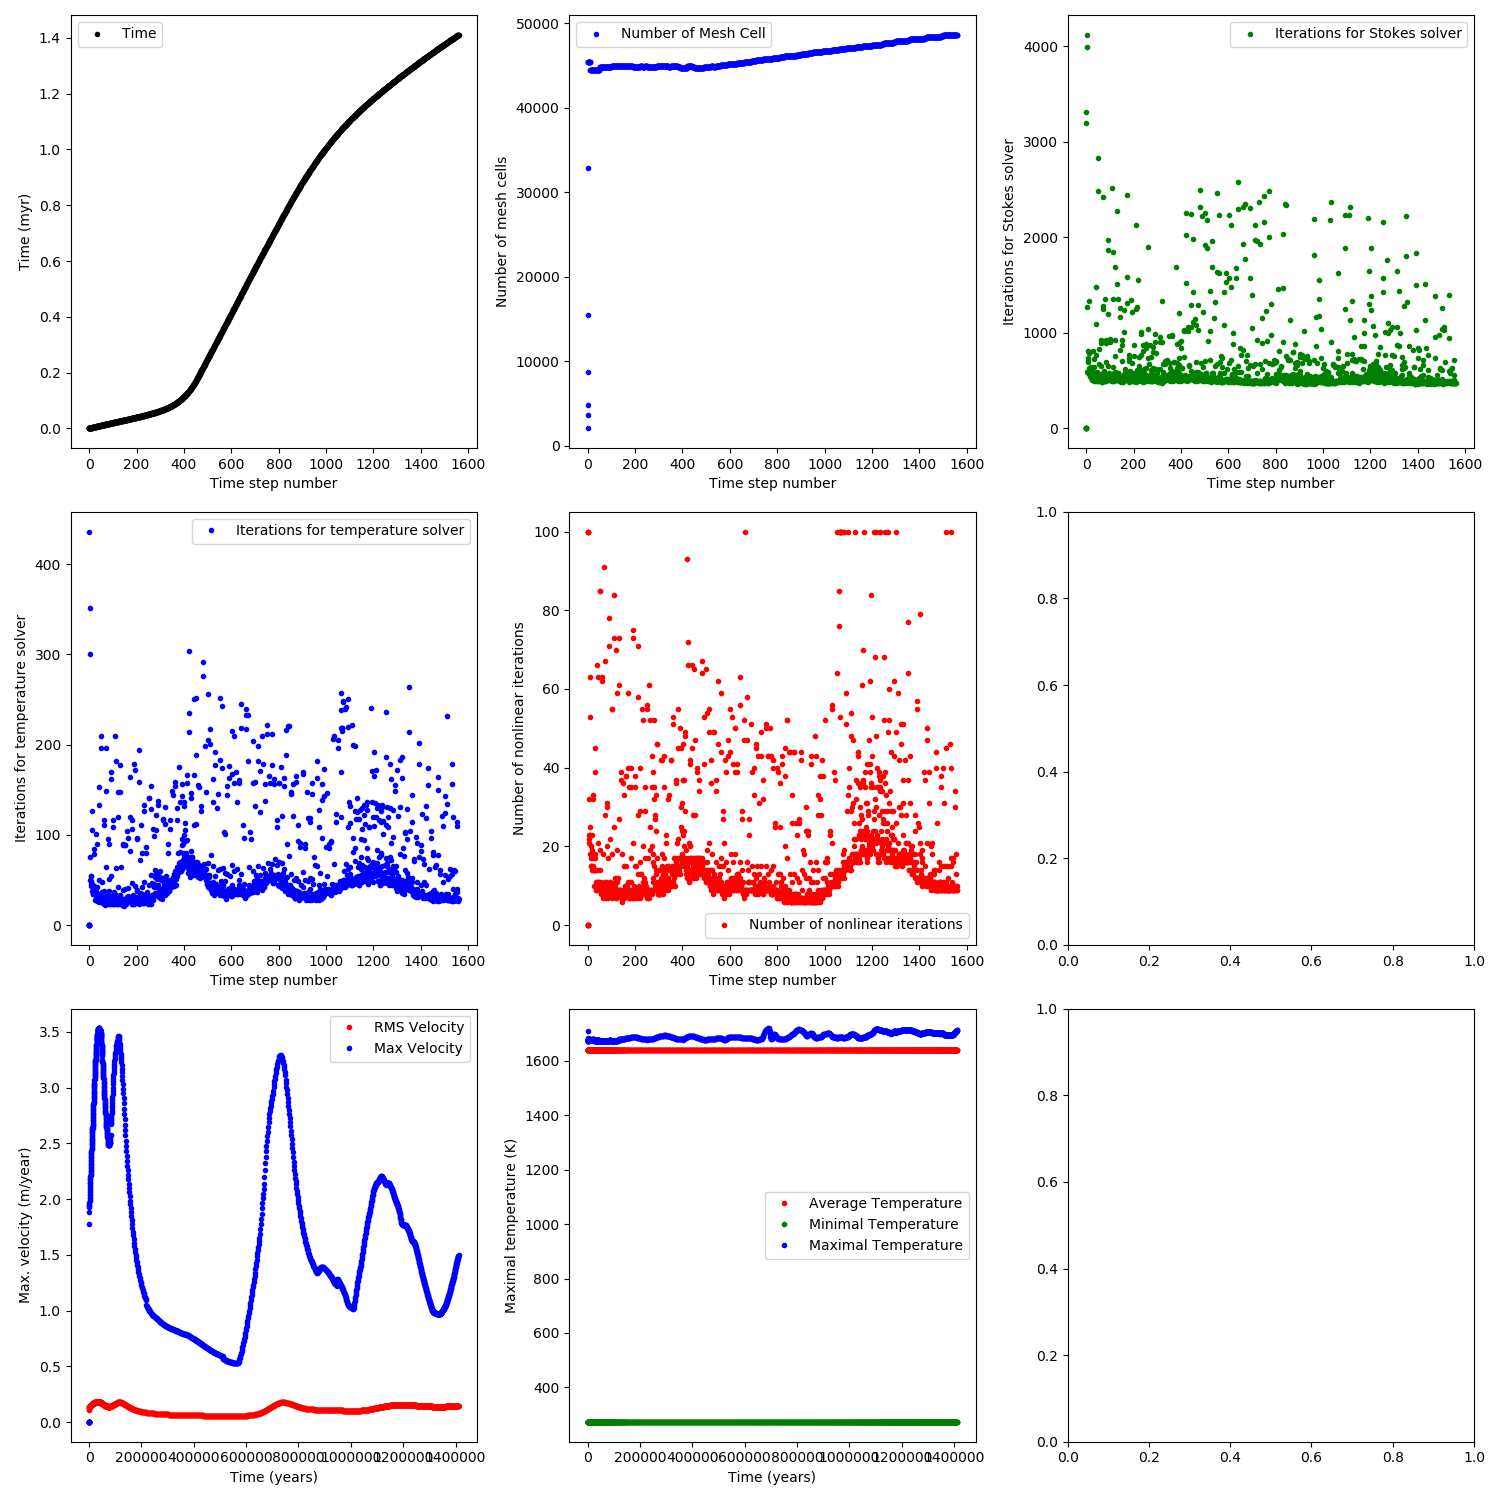 Time
Time (myr)
0.0
0.2
0.4
0.6
0.8
1.0
1.2
1.4
0 200 400 600 800 1000 1200 1400 1600
Time step number
Number of Mesh Cell
Number of mesh cells
0
10000
20000
30000
40000
50000
0 200 400 600 800 1000 1200 1400 1600
Time step number
Iterations for Stokes solver
Iterations for Stokes solver
0
1000
2000
3000
4000
0 200 400 600 800 1000 1200 1400 1600
Time step number
Iterations for temperature solver
Iterations for temperature solver
0
100
200
300
400
0 200 400 600 800 1000 1200 1400 1600
Time step number
Number of nonlinear iterations
Number of nonlinear iterations
0
20
40
60
80
100
0 200 400 600 800 1000 1200 1400 1600
Time step number
0.0
0.2
0.4
0.6
0.8
1.0
0.0 0.2 0.4 0.6 0.8 1.0
RMS Velocity
Max Velocity
Max. velocity (m/year)
0.0
0.5
1.0
1.5
2.0
2.5
3.0
3.5
0 200000 400000 600000 800000 1000000 1200000 1400000
Time (years)
Average Temperature
Minimal Temperature
Maximal Temperature
Maximal temperature (K)
400
600
800
1000
1200
1400
1600
0 200000 400000 600000 800000 1000000 1200000 1400000
Time (years)
0.0
0.2
0.4
0.6
0.8
1.0
0.0 0.2 0.4 0.6 0.8 1.0